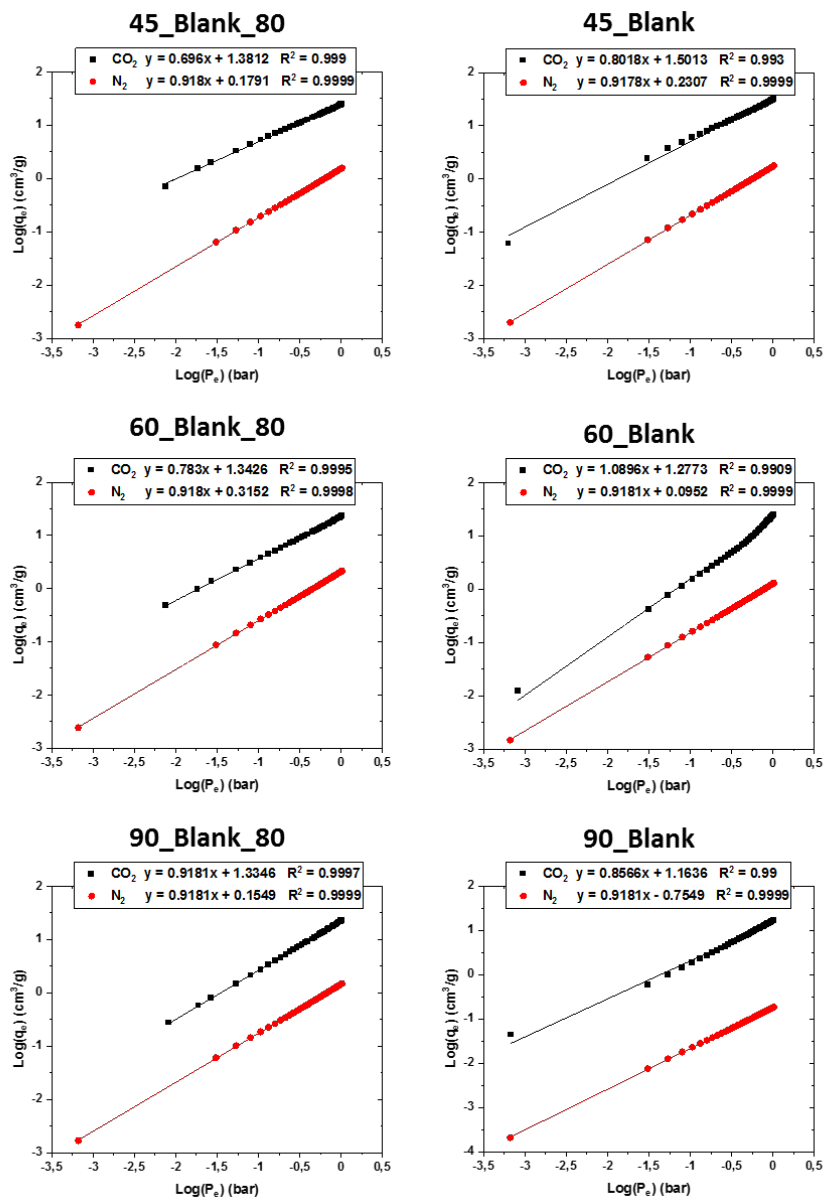 45_Blank_80
CO2 y = 0.696x + 1.3812 R2 = 0.999
N2 y = 0.918x + 0.1791 R2 = 0.9999
Log(qe) (cm3/g)
2
1
0
-1
-2
-3
-3,5 -3 -2,5 -2 -1,5 -1 -0,5 0 0,5
Log(Pe) (bar)
45_Blank
CO2 y = 0.8018x + 1.5013 R2 = 0.993
N2 y = 0.9178x + 0.2307 R2 = 0.9999
Log(qe) (cm3/g)
2
1
0
-1
-2
-3
-3,5 -3 -2,5 -2 -1,5 -1 -0,5 0 0,5
Log(Pe) (bar)
60_Blank_80
CO2 y = 0.783x + 1.3426 R2 = 0.9995
N2 y = 0.918x + 0.3152 R2 = 0.9998
Log(qe) (cm3/g)
2
1
0
-1
-2
-3
-3,5 -3 -2,5 -2 -1,5 -1 -0,5 0 0,5
Log(Pe) (bar)
60_Blank
CO2 y = 1.0896x + 1.2773 R2 = 0.9909
N2 y = 0.9181x + 0.0952 R2 = 0.9999
Log(qe) (cm3/g)
2
1
0
-1
-2
-3
-3,5 -3 -2,5 -2 -1,5 -1 -0,5 0 0,5
Log(Pe) (bar)
90_Blank_80
CO2 y = 0.9181x + 1.3346 R2 = 0.9997
N2 y = 0.9181x + 0.1549 R2 = 0.9999
Log(qe) (cm3/g)
2
1
0
-1
-2
-3
-3,5 -3 -2,5 -2 -1,5 -1 -0,5 0 0,5
Log(Pe) (bar)
90_Blank
CO2 y = 0.8566x + 1.1636 R2 = 0.99
N2 y = 0.9181x - 0.7549 R2 = 0.9999
Log(qe) (cm3/g)
2
1
0
-1
-2
-3
-4
-3,5 -3 -2,5 -2 -1,5 -1 -0,5 0 0,5
Log(Pe) (bar)